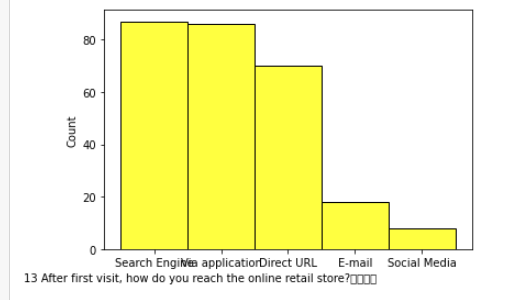 80
60
40
20
0
Count
Search Engine Via application Direct URL E-mail Social Media
13 After first visit, how do you reach the online retail store?